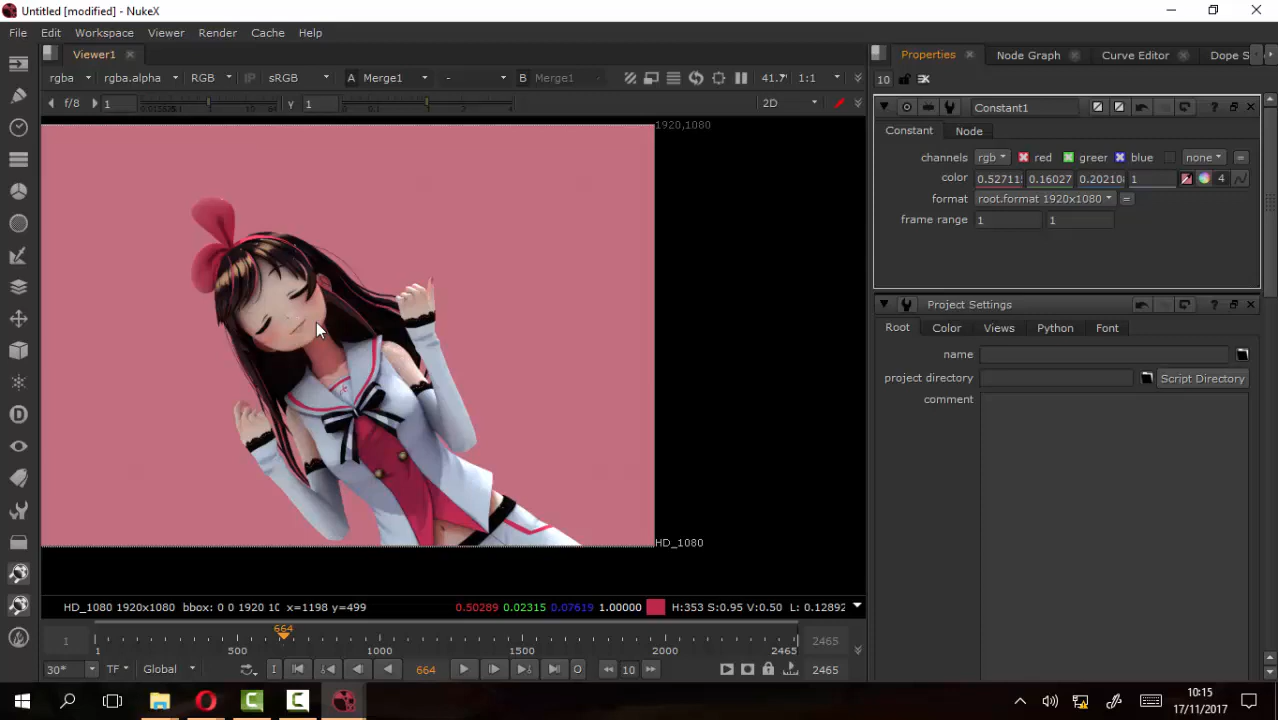 Untitled [modified] - NukeX
File Edit Workspace Viewer Render Cache Help
Viewer1
Properties Node Graph Curve Editor Dope S
rgba rgba.alpha RGB IP sRGB A Merge1 - B Merge1 41.7 1:1
10
f/8 1 γ 1 2D
Constant1
1920,1080
Constant Node
channels rgb red green blue none =
color 0.52711 0.16027 0.20210 1 4
format root.format 1920x1080 =
frame range 1 1
Project Settings
Root Color Views Python Font
name
project directory Script Directory
comment
HD_1080
HD_1080 1920x1080 bbox: 0 0 1920 10 x=1198 y=499 0.50289 0.02315 0.07619 1.00000 H:353 S:0.95 V:0.50 L: 0.12892
664
1 2465
1 500 1000 1500 2000 2465
30* TF Global I 664 O 10 2465
10:15
17/11/2017